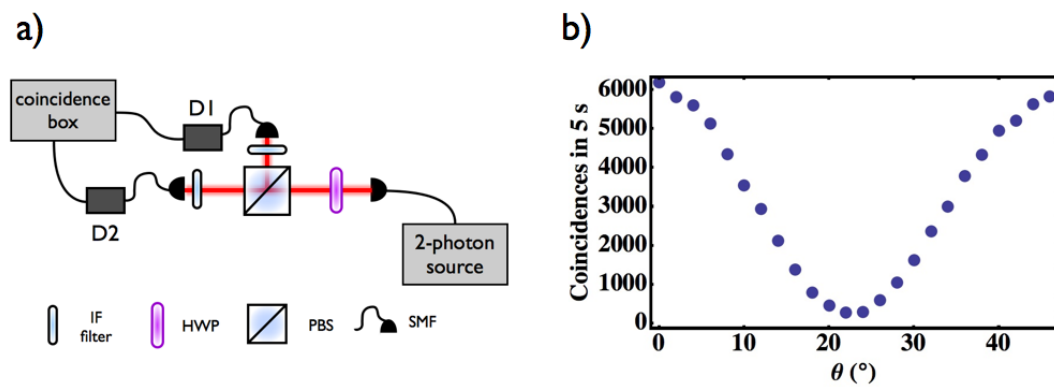 a)
coincidence
box
D1
D2
2-photon
source
IF
filter
HWP
PBS
SMF
b)
Coincidences in 5 s
6000
5000
4000
3000
2000
1000
0
0
10
20
30
40
θ (°)